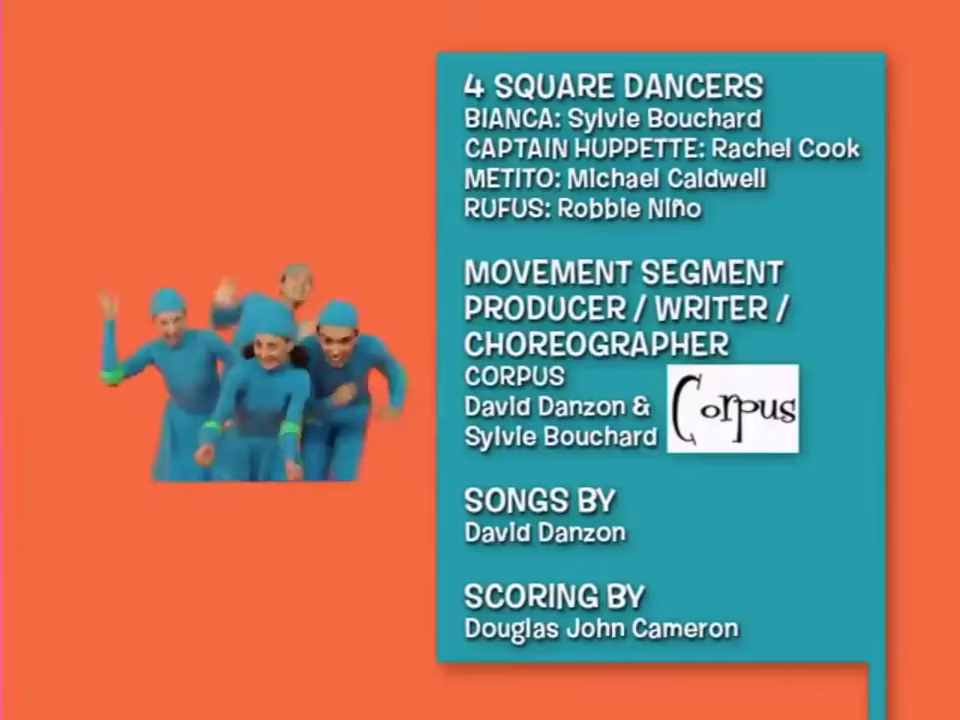 4 SQUARE DANCERS
BIANCA: Sylvie Bouchard
CAPTAIN HUPPETTE: Rachel Cook
METITO: Michael Caldwell
RUFUS: Robbie Niño
MOVEMENT SEGMENT
PRODUCER / WRITER /
CHOREOGRAPHER
CORPUS
David Danzon &
Sylvie Bouchard
Corpus
SONGS BY
David Danzon
SCORING BY
Douglas John Cameron